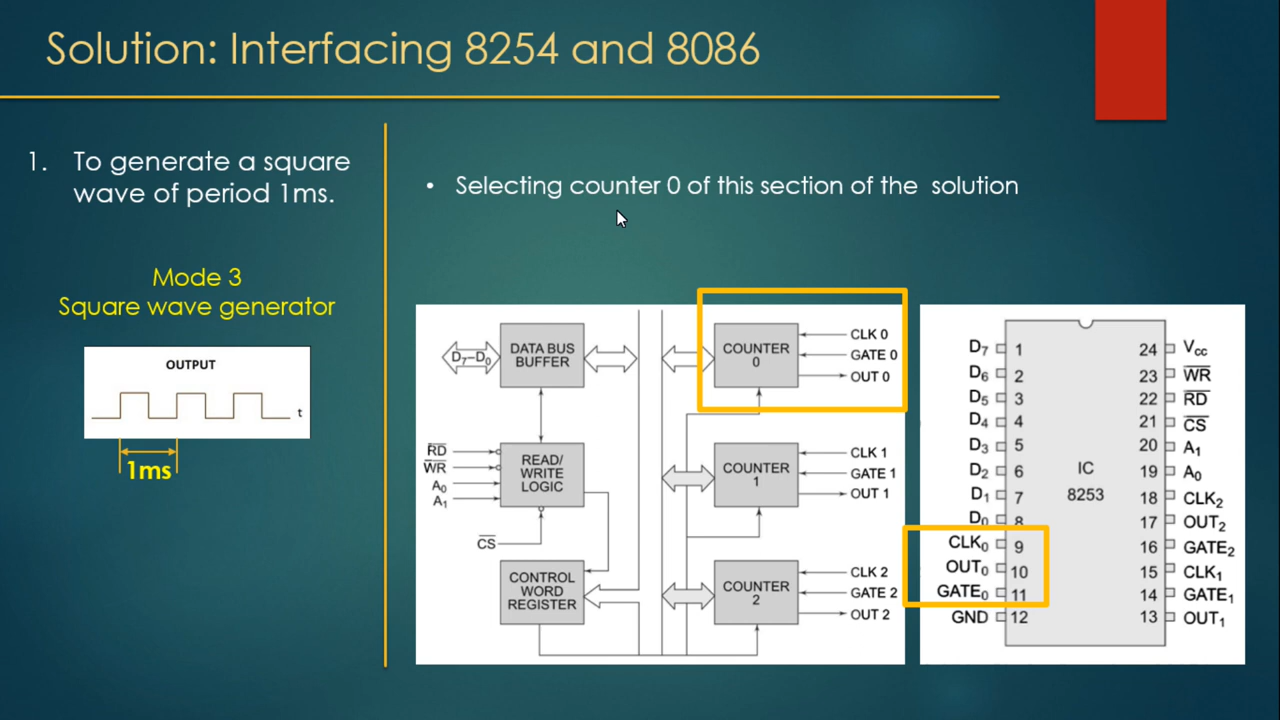 Solution: Interfacing 8254 and 8086
1. To generate a square
wave of period 1ms.
Mode 3
Square wave generator
OUTPUT
t
1ms
• Selecting counter 0 of this section of the solution
D7–D0
DATA BUS
BUFFER
COUNTER
0
CLK 0
GATE 0
OUT 0
RD
WR
A0
A1
CS
READ/
WRITE
LOGIC
COUNTER
1
CLK 1
GATE 1
OUT 1
CONTROL
WORD
REGISTER
COUNTER
2
CLK 2
GATE 2
OUT 2
D7 1 24 Vcc
D6 2 23 WR
D5 3 22 RD
D4 4 21 CS
D3 5 20 A1
D2 6 19 A0
D1 7 18 CLK2
D0 8 17 OUT2
CLK0 9 16 GATE2
OUT0 10 15 CLK1
GATE0 11 14 GATE1
GND 12 13 OUT1
IC
8253